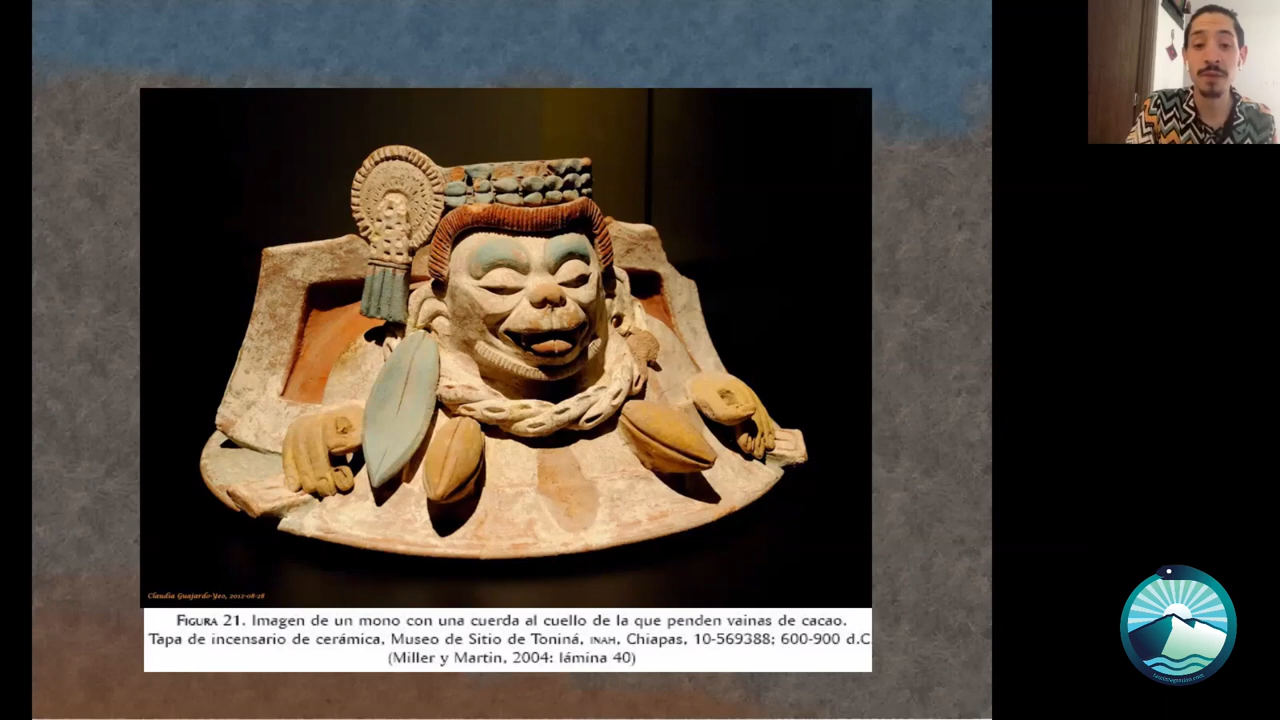 Claudia Guajardo-Yeo, 2012-08-28
FIGURA 21. Imagen de un mono con una cuerda al cuello de la que penden vainas de cacao.
Tapa de incensario de cerámica, Museo de Sitio de Toniná, INAH, Chiapas, 10-569388; 600-900 d.C
(Miller y Martin, 2004: lámina 40)